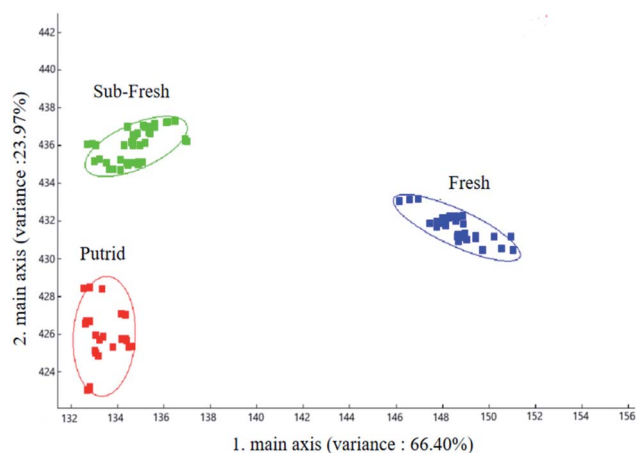 442
440
438
436
434
432
430
428
426
424
2. main axis (variance :23.97%)
Sub-Fresh
Fresh
Putrid
132 134 136 138 140 142 144 146 148 150 152 154 156
1. main axis (variance : 66.40%)